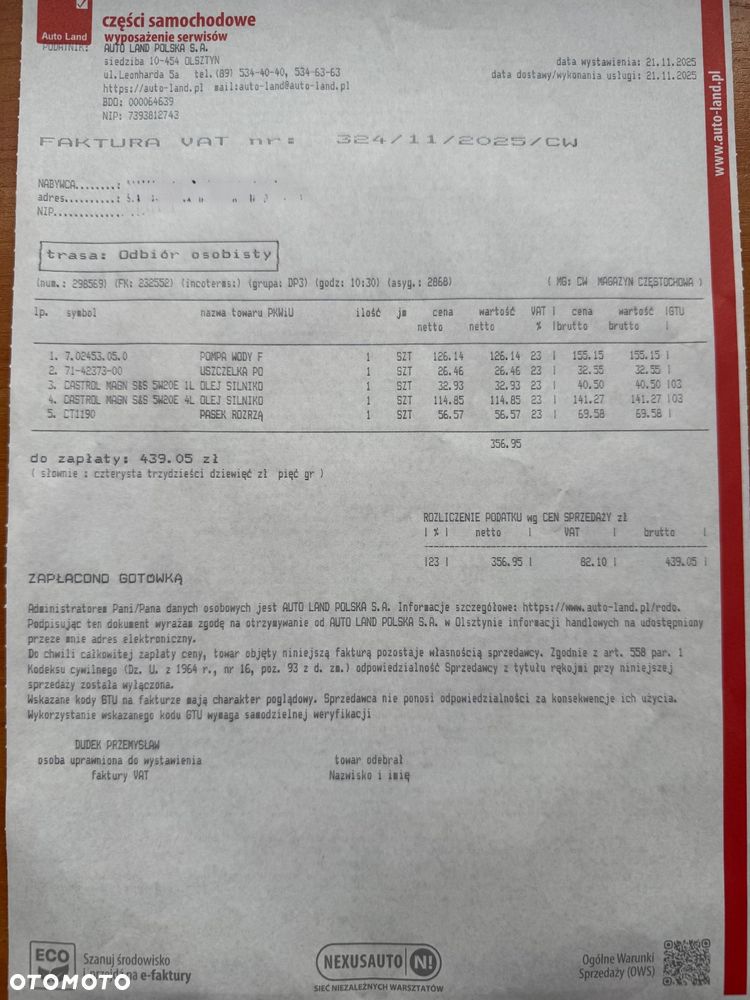 Auto Land
części samochodowe
wyposażenie serwisów
PODATNIK: AUTO LAND POLSKA S.A.
siedziba 10-454 OLSZTYN
ul.Leonharda 5a tel.(89) 534-40-40, 534-63-63
https://auto-land.pl mail:auto-land@auto-land.pl
BDO: 000064639
NIP: 7393812743
data wystawienia: 21.11.2025
data dostawy/wykonania usługi: 21.11.2025
www.auto-land.pl
FAKTURA VAT nr: 324/11/2025/CW
NABYWCA........:
adres..........:
NIP............
trasa: Odbiór osobisty
(num.: 298569) (FK: 232552) (incoterms:) (grupa: DP3) (godz: 10:30) (asyg.: 2868) ( MG: CW MAGAZYN CZĘSTOCHOWA )
lp. symbol nazwa towaru PKWiU ilość jm cena wartość VAT | cena wartość |GTU
netto netto % |brutto brutto |
1. 7.02453.05.0 POMPA WODY F 1 SZT 126.14 126.14 23 | 155.15 155.15 |
2. 71-42373-00 USZCZELKA PO 1 SZT 26.46 26.46 23 | 32.55 32.55 |
3. CASTROL MAGN S&S 5W20E 1L OLEJ SILNIKO 1 SZT 32.93 32.93 23 | 40.50 40.50 |03
4. CASTROL MAGN S&S 5W20E 4L OLEJ SILNIKO 1 SZT 114.85 114.85 23 | 141.27 141.27 |03
5. CT1190 PASEK ROZRZĄ 1 SZT 56.57 56.57 23 | 69.58 69.58 |
356.95
do zapłaty: 439.05 zł
( słownie : czterysta trzydzieści dziewięć zł pięć gr )
ROZLICZENIE PODATKU wg CEN SPRZEDAŻY zł
| % | netto | VAT | brutto |
|23 | 356.95 | 82.10 | 439.05 |
ZAPŁACONO GOTÓWKĄ
Administratorem Pani/Pana danych osobowych jest AUTO LAND POLSKA S.A. Informacje szczegółowe: https://www.auto-land.pl/rodo.
Podpisując ten dokument wyrażam zgodę na otrzymywanie od AUTO LAND POLSKA S.A. w Olsztynie informacji handlowych na udostępniony
przeze mnie adres elektroniczny.
Do chwili całkowitej zapłaty ceny, towar objęty niniejszą fakturą pozostaje własnością sprzedawcy. Zgodnie z art. 558 par. 1
Kodeksu cywilnego (Dz. U. z 1964 r., nr 16, poz. 93 z d. zm.) odpowiedzialność Sprzedawcy z tytułu rękojmi przy niniejszej
sprzedaży została wyłączona.
Wskazane kody GTU na fakturze mają charakter poglądowy. Sprzedawca nie ponosi odpowiedzialności za konsekwencje ich użycia.
Wykorzystanie wskazanego kodu GTU wymaga samodzielnej weryfikacji
DUDEK PRZEMYSŁAW
osoba uprawniona do wystawienia towar odebrał
faktury VAT Nazwisko i imię
ECO
Szanuj środowisko
i przejdź na e-faktury
NEXUSAUTO N!
SIEĆ NIEZALEŻNYCH WARSZTATÓW
Ogólne Warunki
Sprzedaży (OWS)
OTOMOTO